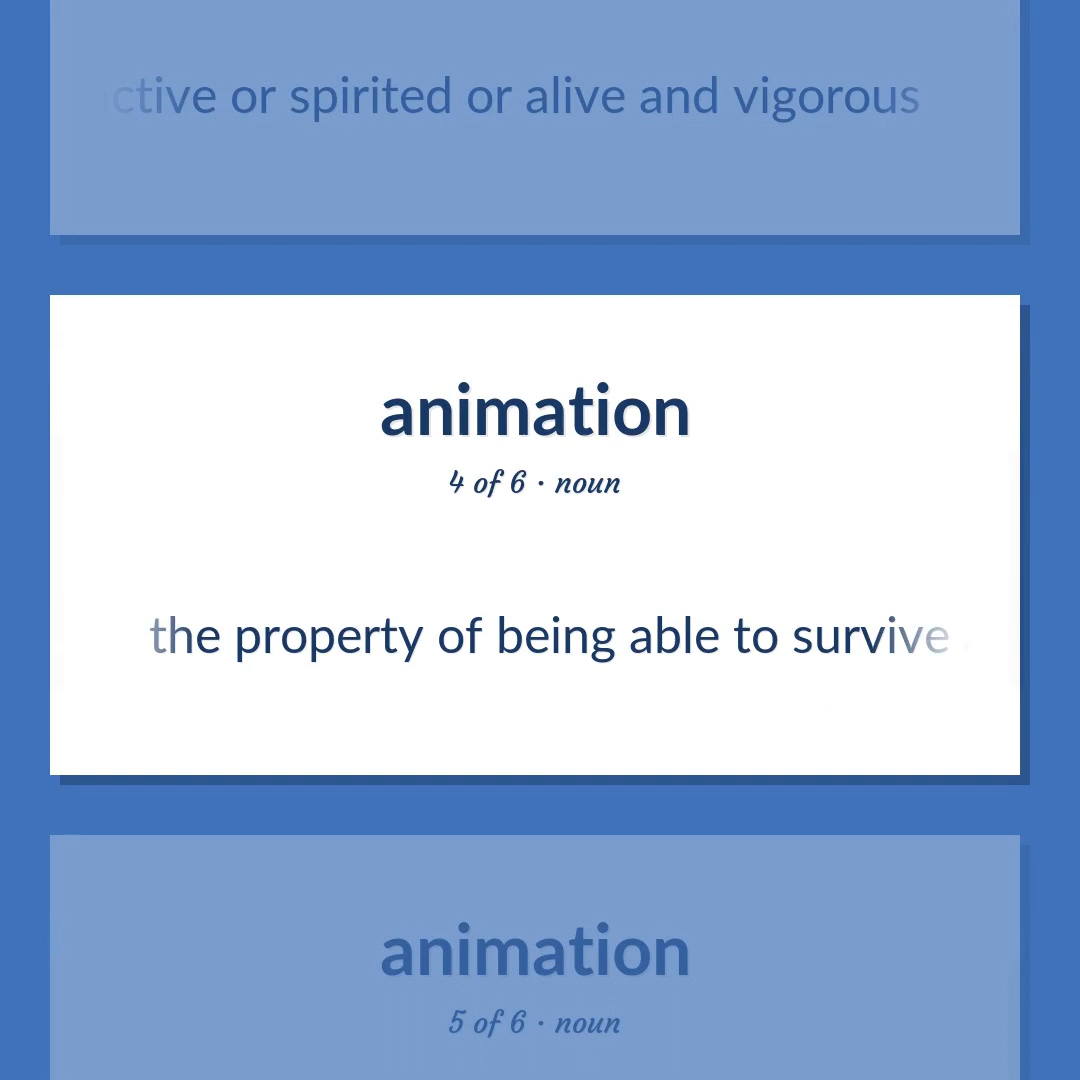 ctive or spirited or alive and vigorous
animation
4 of 6 · noun
the property of being able to survive
animation
5 of 6 · noun